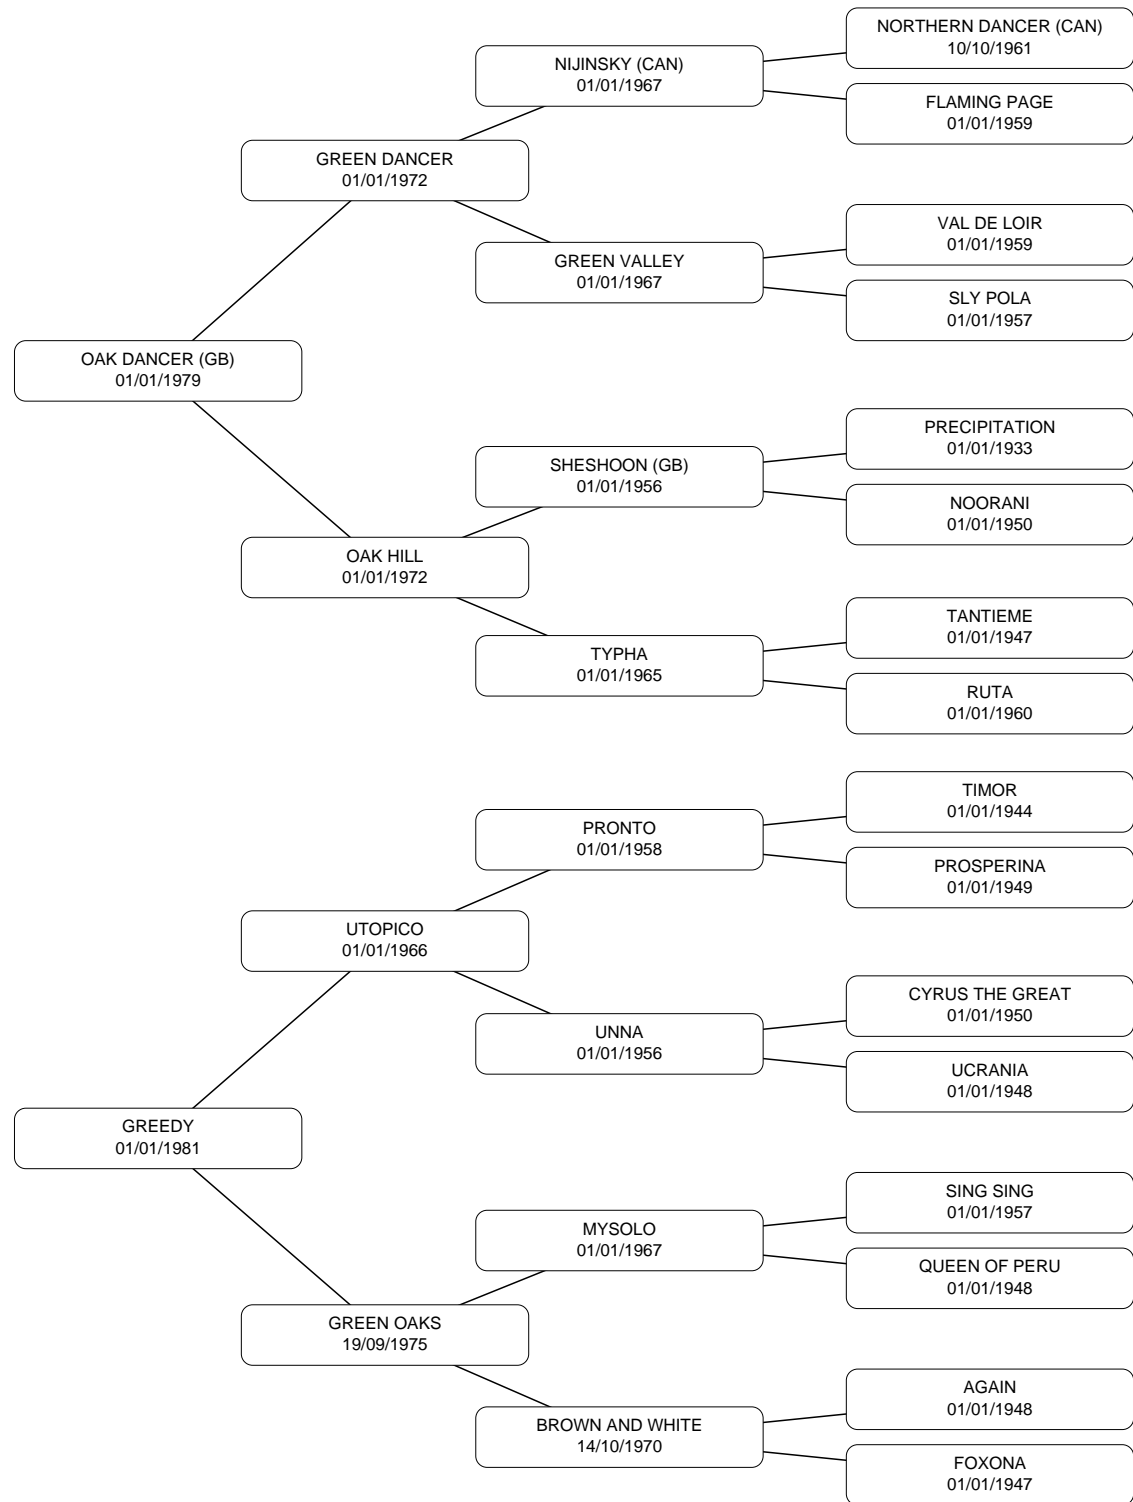 NORTHERN DANCER (CAN)
10/10/1961
NIJINSKY (CAN)
01/01/1967
FLAMING PAGE
01/01/1959
GREEN DANCER
01/01/1972
VAL DE LOIR
01/01/1959
GREEN VALLEY
01/01/1967
SLY POLA
01/01/1957
OAK DANCER (GB)
01/01/1979
PRECIPITATION
01/01/1933
SHESHOON (GB)
01/01/1956
NOORANI
01/01/1950
OAK HILL
01/01/1972
TANTIEME
01/01/1947
TYPHA
01/01/1965
RUTA
01/01/1960
TIMOR
01/01/1944
PRONTO
01/01/1958
PROSPERINA
01/01/1949
UTOPICO
01/01/1966
CYRUS THE GREAT
01/01/1950
UNNA
01/01/1956
UCRANIA
01/01/1948
GREEDY
01/01/1981
SING SING
01/01/1957
MYSOLO
01/01/1967
QUEEN OF PERU
01/01/1948
GREEN OAKS
19/09/1975
AGAIN
01/01/1948
BROWN AND WHITE
14/10/1970
FOXONA
01/01/1947